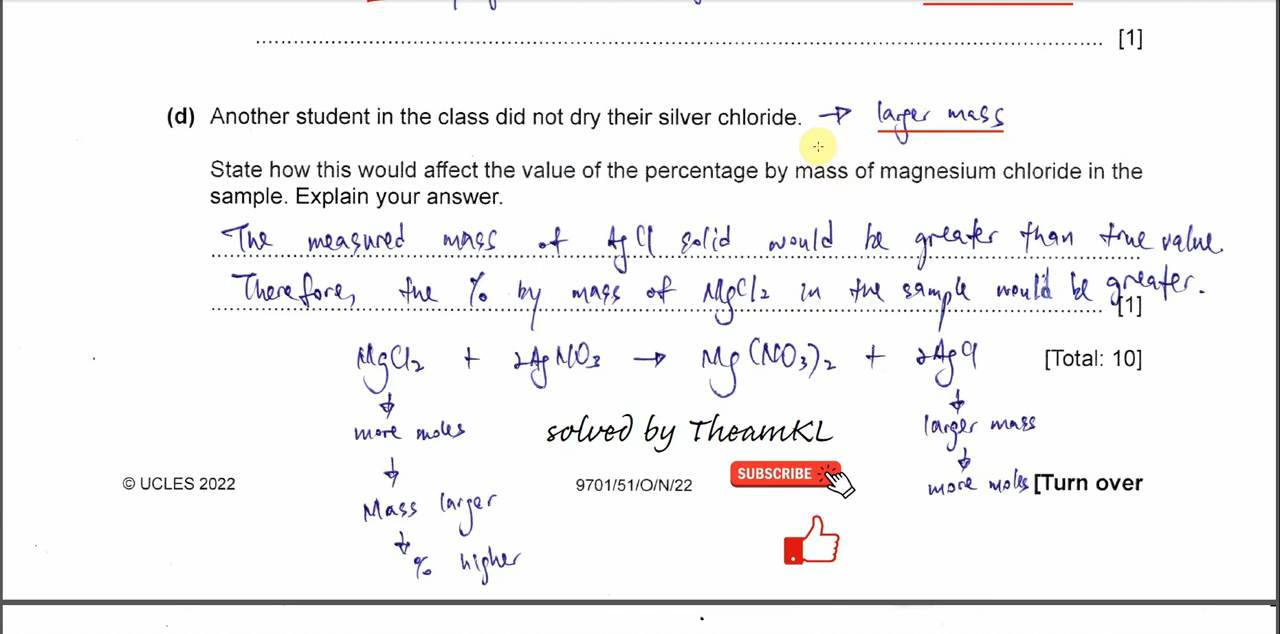 [1]
(d) Another student in the class did not dry their silver chloride. → larger mass
State how this would affect the value of the percentage by mass of magnesium chloride in the
sample. Explain your answer.
The measured mass of AgCl solid would be greater than true value.
Therefore, the % by mass of MgCl2 in the sample would be greater.
[1]
MgCl2 + 2AgNO3 → Mg(NO3)2 + 2AgCl
[Total: 10]
↓ ↓
more moles solved by TheamKL larger mass
↓ ↓
© UCLES 2022 9701/51/O/N/22 SUBSCRIBE more moles [Turn over
Mass larger
↓
% higher